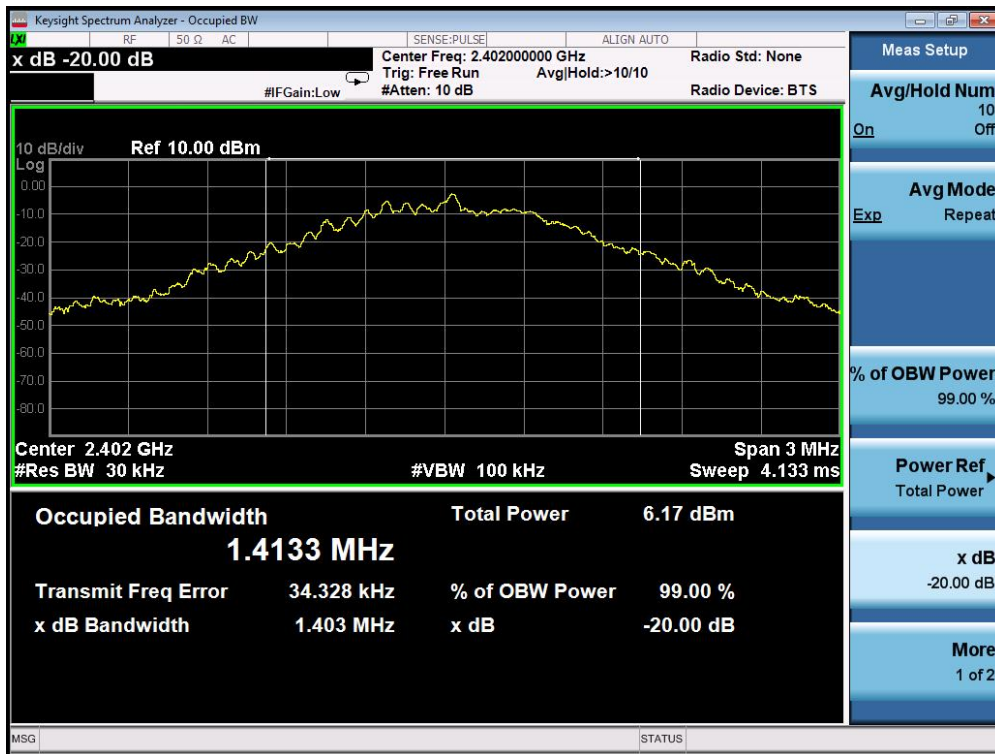 Keysight Spectrum Analyzer - Occupied BW
LXI RF 50 Ω AC SENSE:PULSE ALIGN AUTO
x dB -20.00 dB
Center Freq: 2.402000000 GHz Radio Std: None
Trig: Free Run Avg|Hold:>10/10
#IFGain:Low #Atten: 10 dB Radio Device: BTS
10 dB/div Ref 10.00 dBm
Log
0.00
-10.0
-20.0
-30.0
-40.0
-50.0
-60.0
-70.0
-80.0
Center 2.402 GHz Span 3 MHz
#Res BW 30 kHz #VBW 100 kHz Sweep 4.133 ms
Occupied Bandwidth Total Power 6.17 dBm
1.4133 MHz
Transmit Freq Error 34.328 kHz % of OBW Power 99.00 %
x dB Bandwidth 1.403 MHz x dB -20.00 dB
MSG STATUS
Meas Setup
Avg/Hold Num
10
On Off
Avg Mode
Exp Repeat
% of OBW Power
99.00 %
Power Ref
Total Power
x dB
-20.00 dB
More
1 of 2